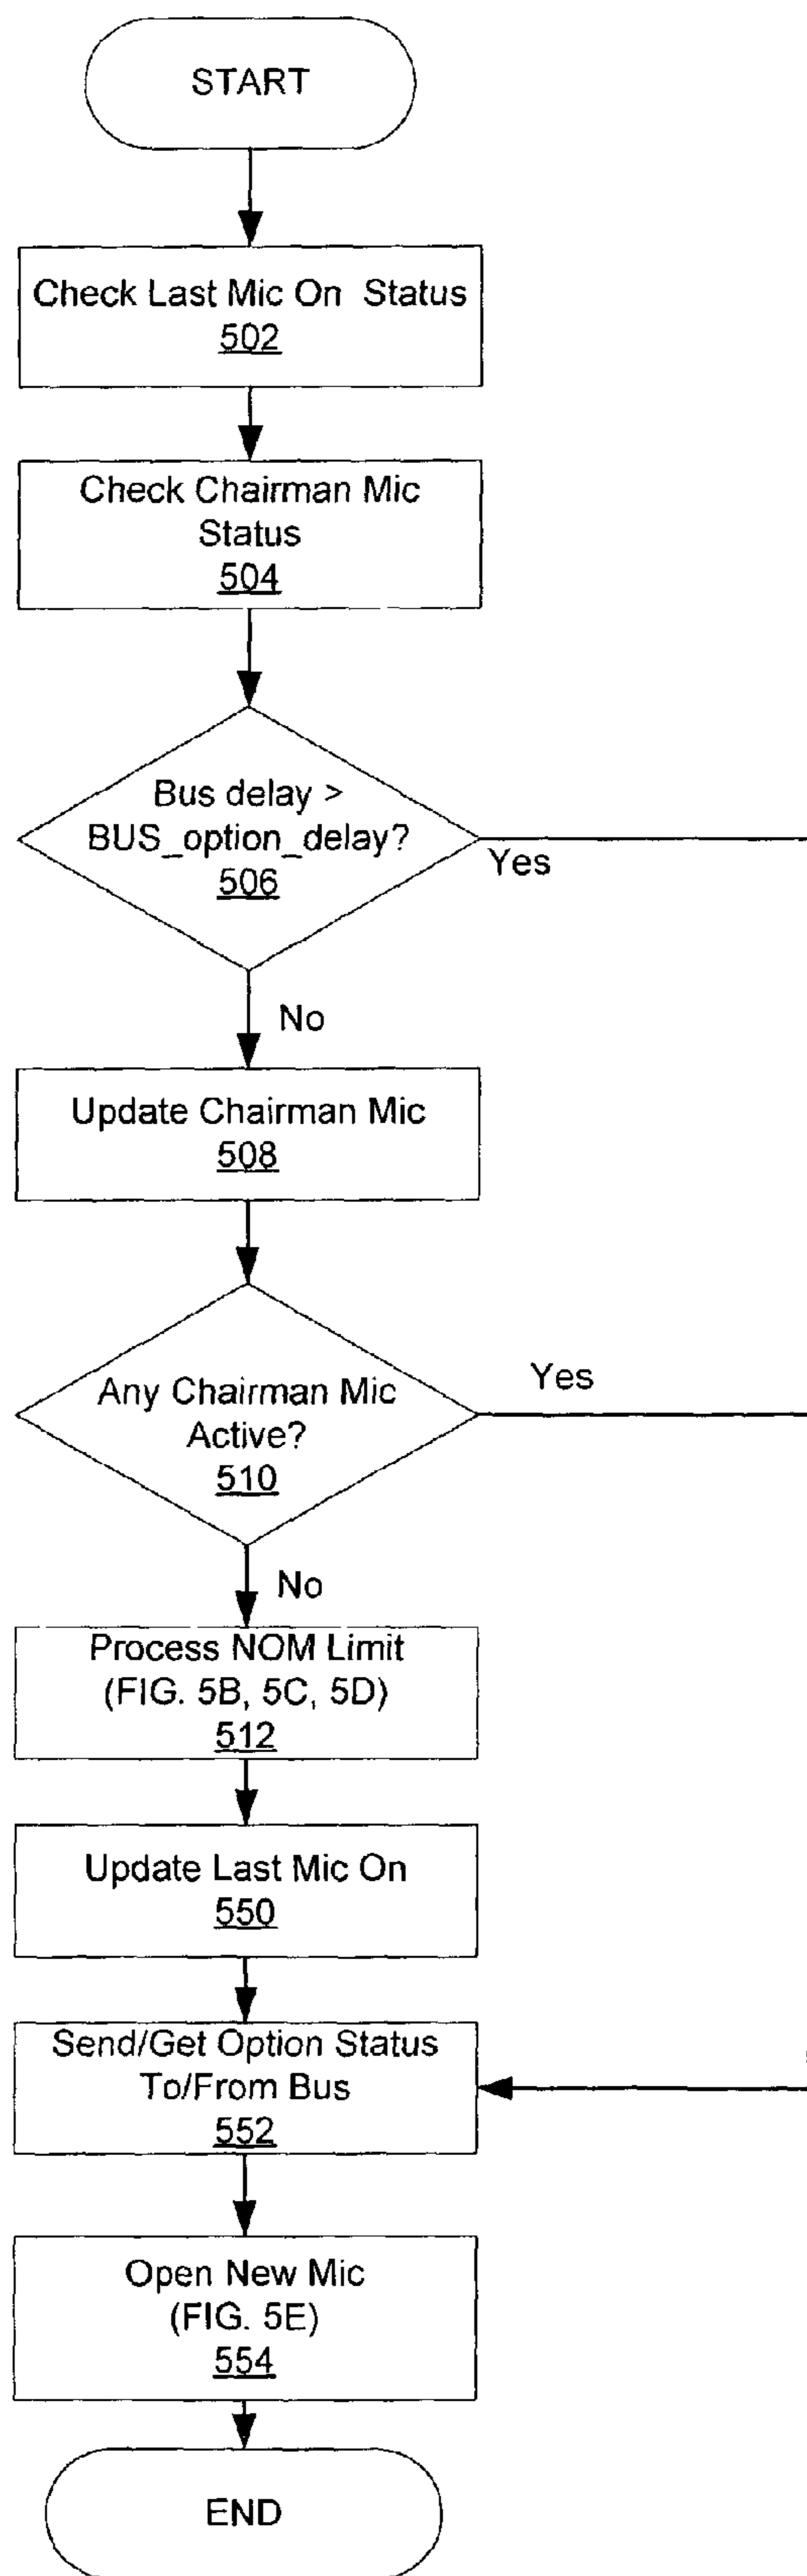 START
Check Last Mic On Status
502
Check Chairman Mic
Status
504
Bus delay >
BUS_option_delay?
506
Yes
No
Update Chairman Mic
508
Any Chairman Mic
Active?
510
Yes
No
Process NOM Limit
(FIG. 5B, 5C, 5D)
512
Update Last Mic On
550
Send/Get Option Status
To/From Bus
552
Open New Mic
(FIG. 5E)
554
END